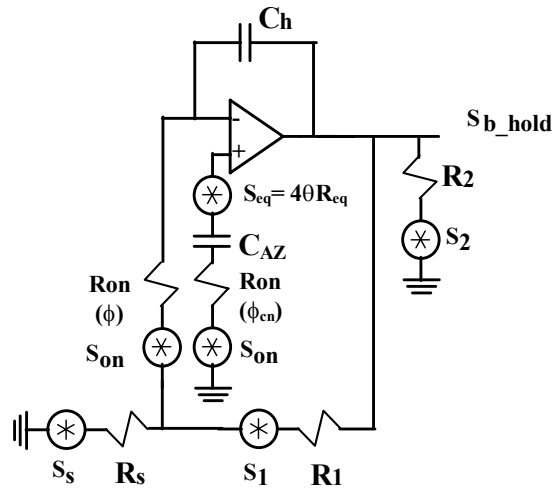 Ch
-
+
Sb_hold
Seq= 4θReq
R2
S2
CAZ
Ron
(ϕ)
Ron
(ϕcn)
Son
Son
Ss
Rs
S1
R1